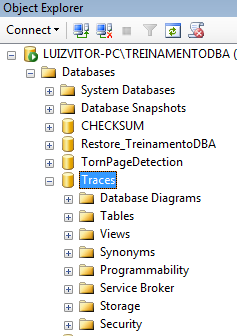 Object Explorer
Connect
LUIZVITOR-PC\TREINAMENTODBA (
Databases
System Databases
Database Snapshots
CHECKSUM
Restore_TreinamentoDBA
TornPageDetection
Traces
Database Diagrams
Tables
Views
Synonyms
Programmability
Service Broker
Storage
Security